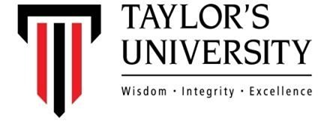 TAYLOR'S
UNIVERSITY
Wisdom · Integrity · Excellence